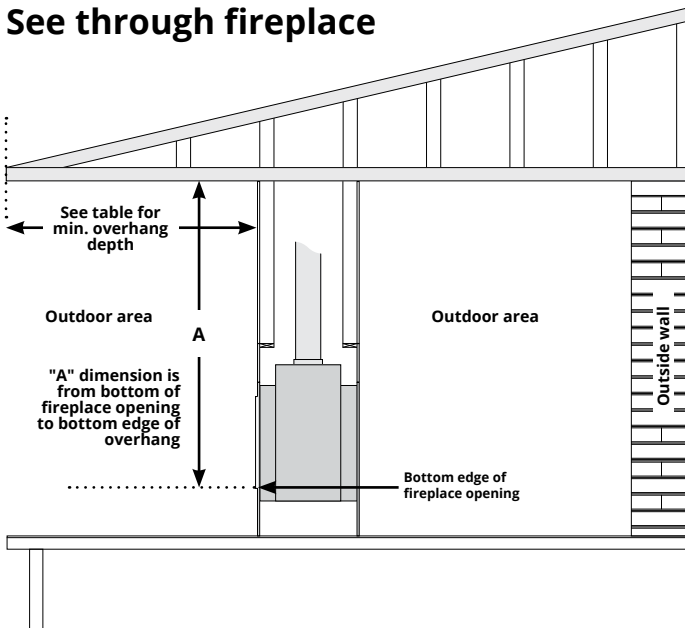 See through fireplace
See table for
min. overhang
depth
Outdoor area
A
Outdoor area
Outside wall
"A" dimension is
from bottom of
fireplace opening
to bottom edge of
overhang
Bottom edge of
fireplace opening